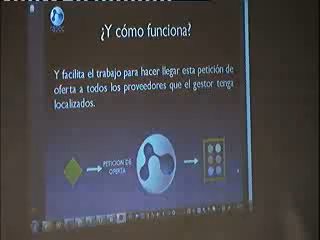 ¿Y cómo funciona?
Y facilita el trabajo para hacer llegar esta petición de
oferta a todos los proveedores que el gestor tenga
localizados.
PETICION DE
OFERTA